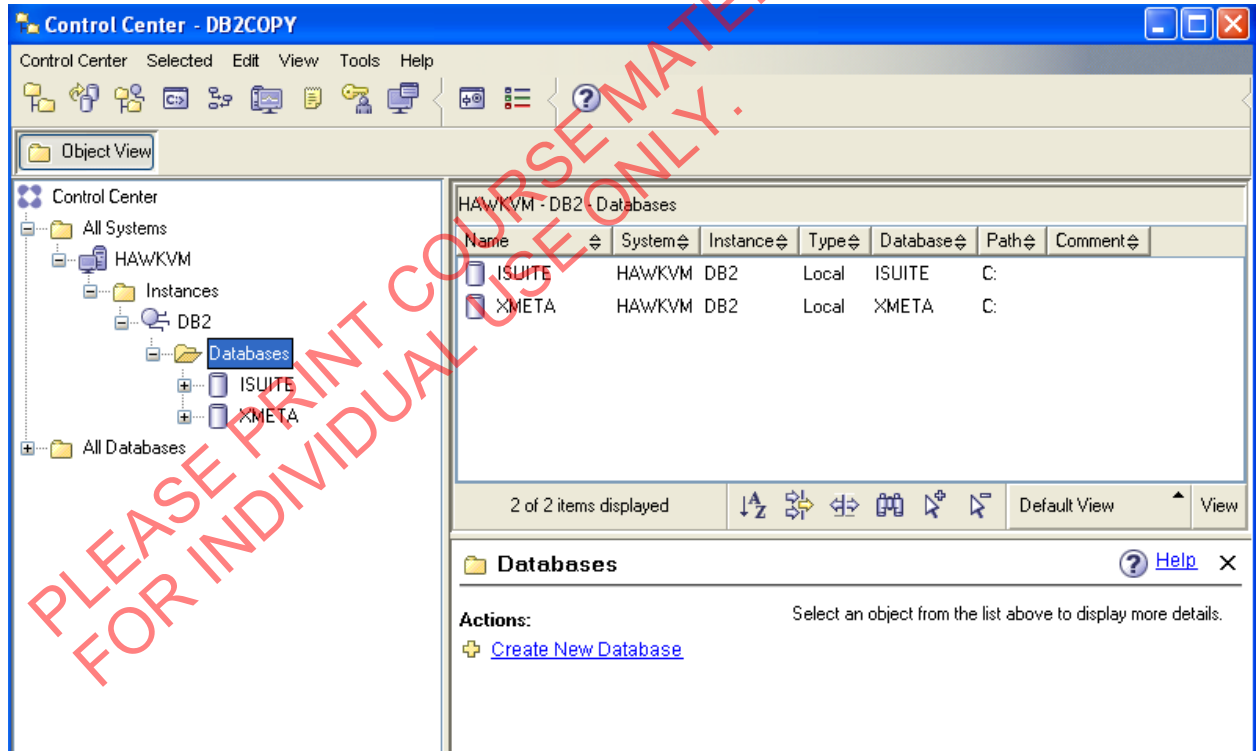 Control Center - DB2COPY
Control Center Selected Edit View Tools Help
Object View
Control Center
All Systems
HAWKVM
Instances
DB2
Databases
ISUITE
XMETA
All Databases
HAWKVM - DB2 - Databases
Name System Instance Type Database Path Comment
ISUITE HAWKVM DB2 Local ISUITE C:
XMETA HAWKVM DB2 Local XMETA C:
2 of 2 items displayed Default View View
Databases Help
Actions: Select an object from the list above to display more details.
Create New Database
PLEASE PRINT COURSE MATE
FOR INDIVIDUAL USE ONLY.